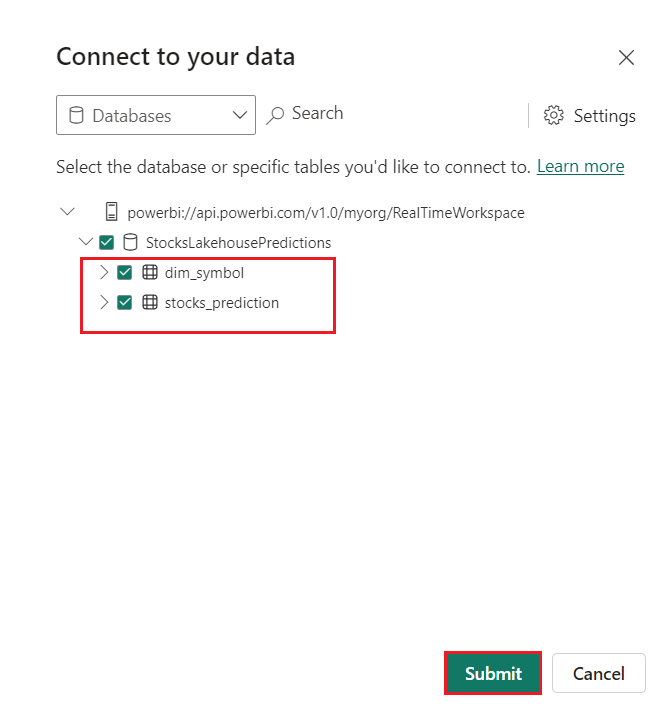 Connect to your data
Databases
Search
Settings
Select the database or specific tables you'd like to connect to. Learn more
powerbi://api.powerbi.com/v1.0/myorg/RealTimeWorkspace
StocksLakehousePredictions
dim_symbol
stocks_prediction
Submit
Cancel